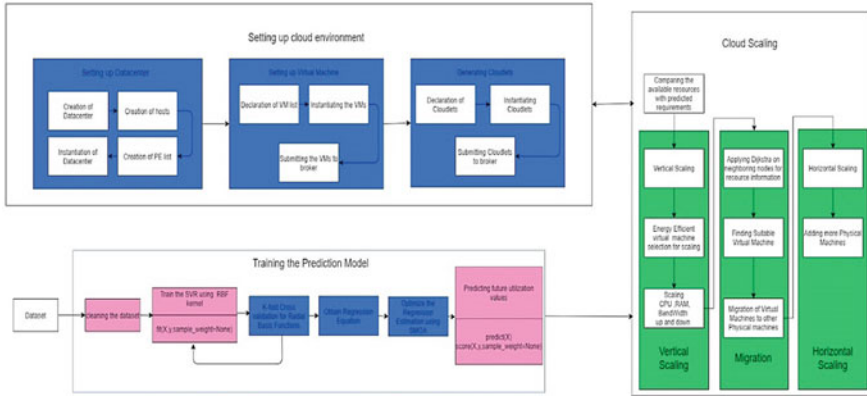 Setting up cloud environment
Setting up Datacenter
Creation of
Datacenter
Creation of hosts
Instantiation of
Datacenter
Creation of PE list
Setting up Virtual Machine
Declaration of VM list
Instantiating the VMs
Submitting the VMs to
broker
Generating Cloudlets
Declaration of
Cloudlets
Instantiating
Cloudlets
Submitting Cloudlets to
broker
Training the Prediction Model
Dataset
cleaning the dataset
Train the SVR using RBF
kernel
fit(X,y,sample_weight=None)
K-fold Cross
validation for Radial
Basis Functions
Obtain Regression
Equation
Optimize the
Regression
Estimation using
Predicting future utilization
values
predict(X)
score(X,y,sample_weight=None)
Cloud Scaling
Comparing the
available resources
with predicted
requirements
Vertical Scaling
Energy Efficient
virtual machine
selection for scaling
Scaling
CPU ,RAM,
BandWidth
up and down
Vertical
Scaling
Applying Dijkstra on
neighboring nodes for
resource information
Finding Suitable
Virtual Machine
Migration of Virtual
Machines to other
Physical machines
Migration
Horizontal Scaling
Adding more Physical
Machines
Horizontal
Scaling